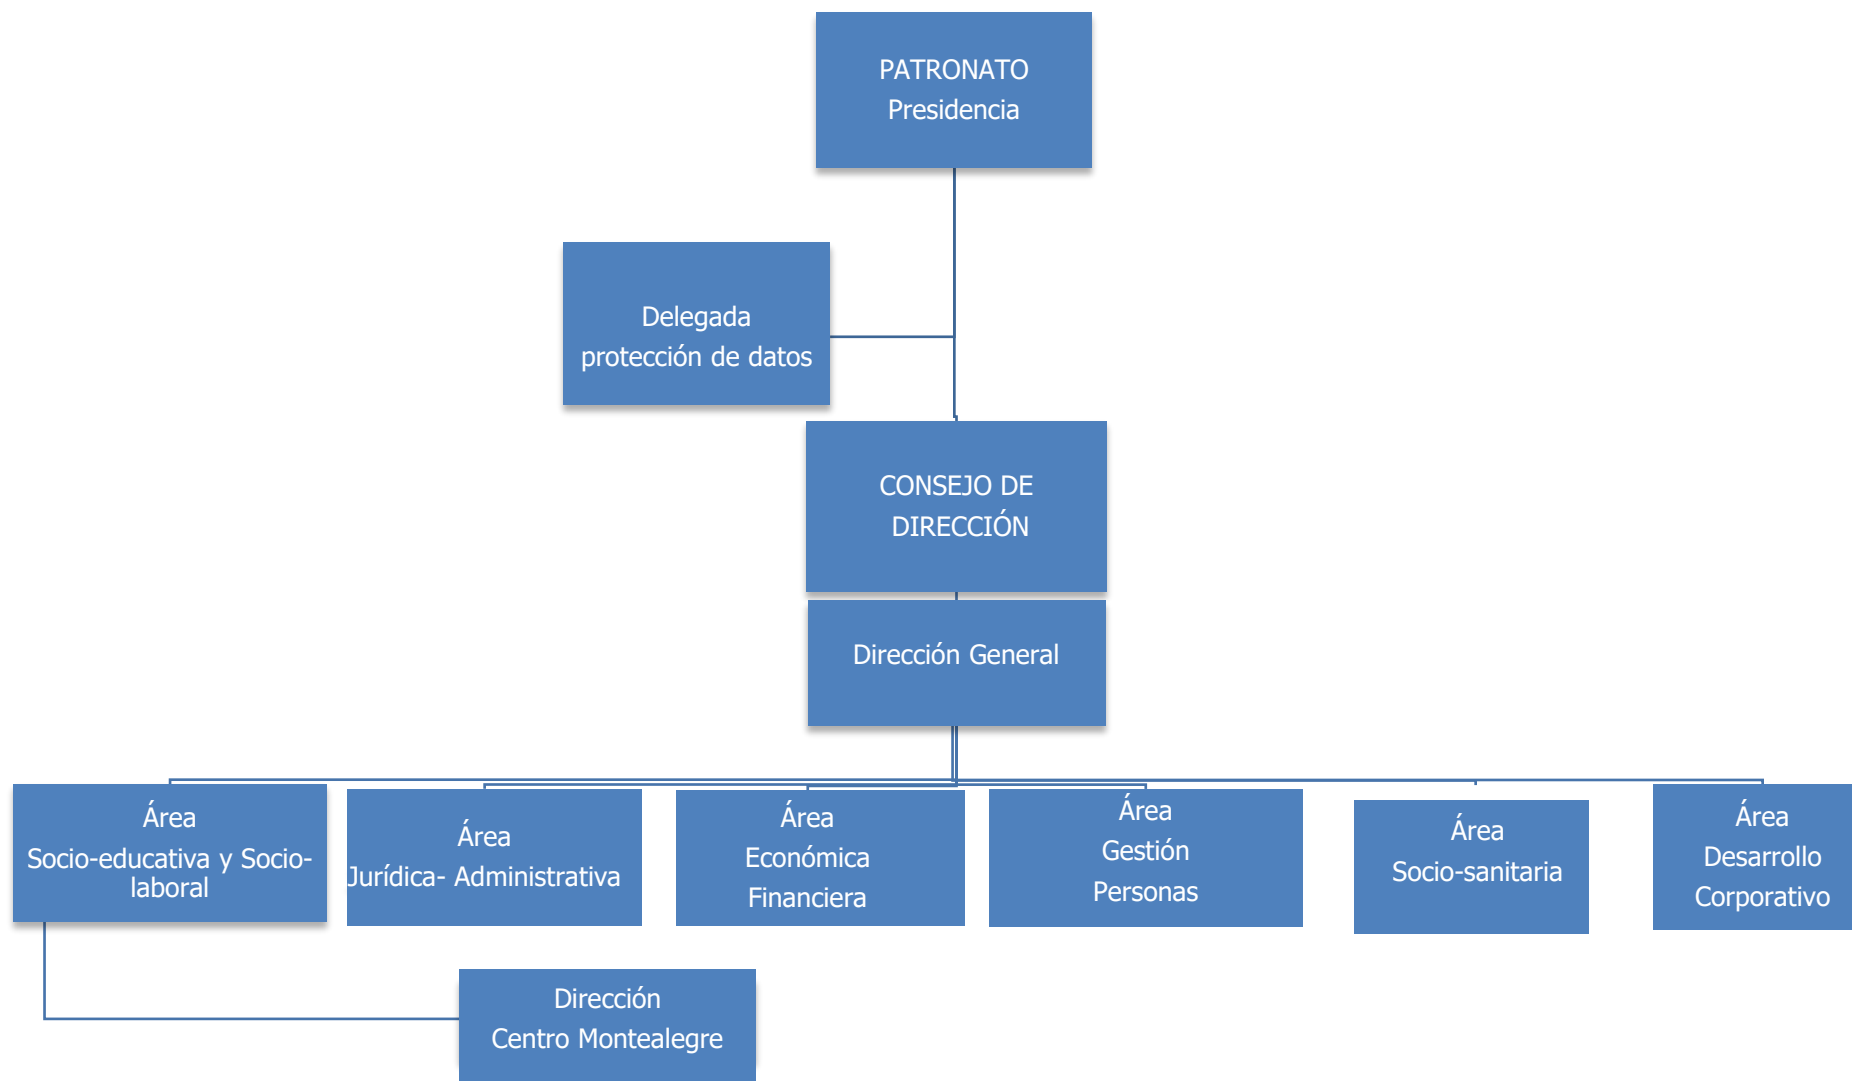 PATRONATO
Presidencia
Delegada
protección de datos
CONSEJO DE
DIRECCIÓN
Dirección General
Área
Socio-educativa y Socio-
laboral
Área
Jurídica- Administrativa
Área
Económica
Financiera
Área
Gestión
Personas
Área
Socio-sanitaria
Área
Desarrollo
Corporativo
Dirección
Centro Montealegre